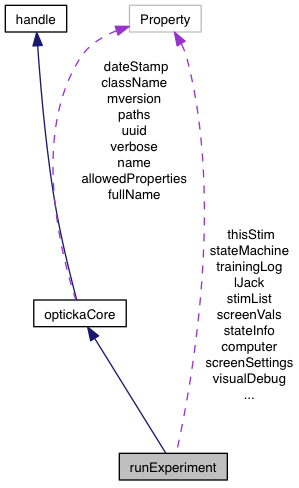 handle
Property
dateStamp
className
mversion
paths
uuid
verbose
name
allowedProperties
fullName
thisStim
stateMachine
trainingLog
lJack
stimList
screenVals
stateInfo
computer
screenSettings
visualDebug
...
optickaCore
runExperiment